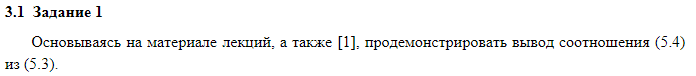 3.1 Задание 1
Основываясь на материале лекций, а также [1], продемонстрировать вывод соотношения (5.4)
из (5.3).